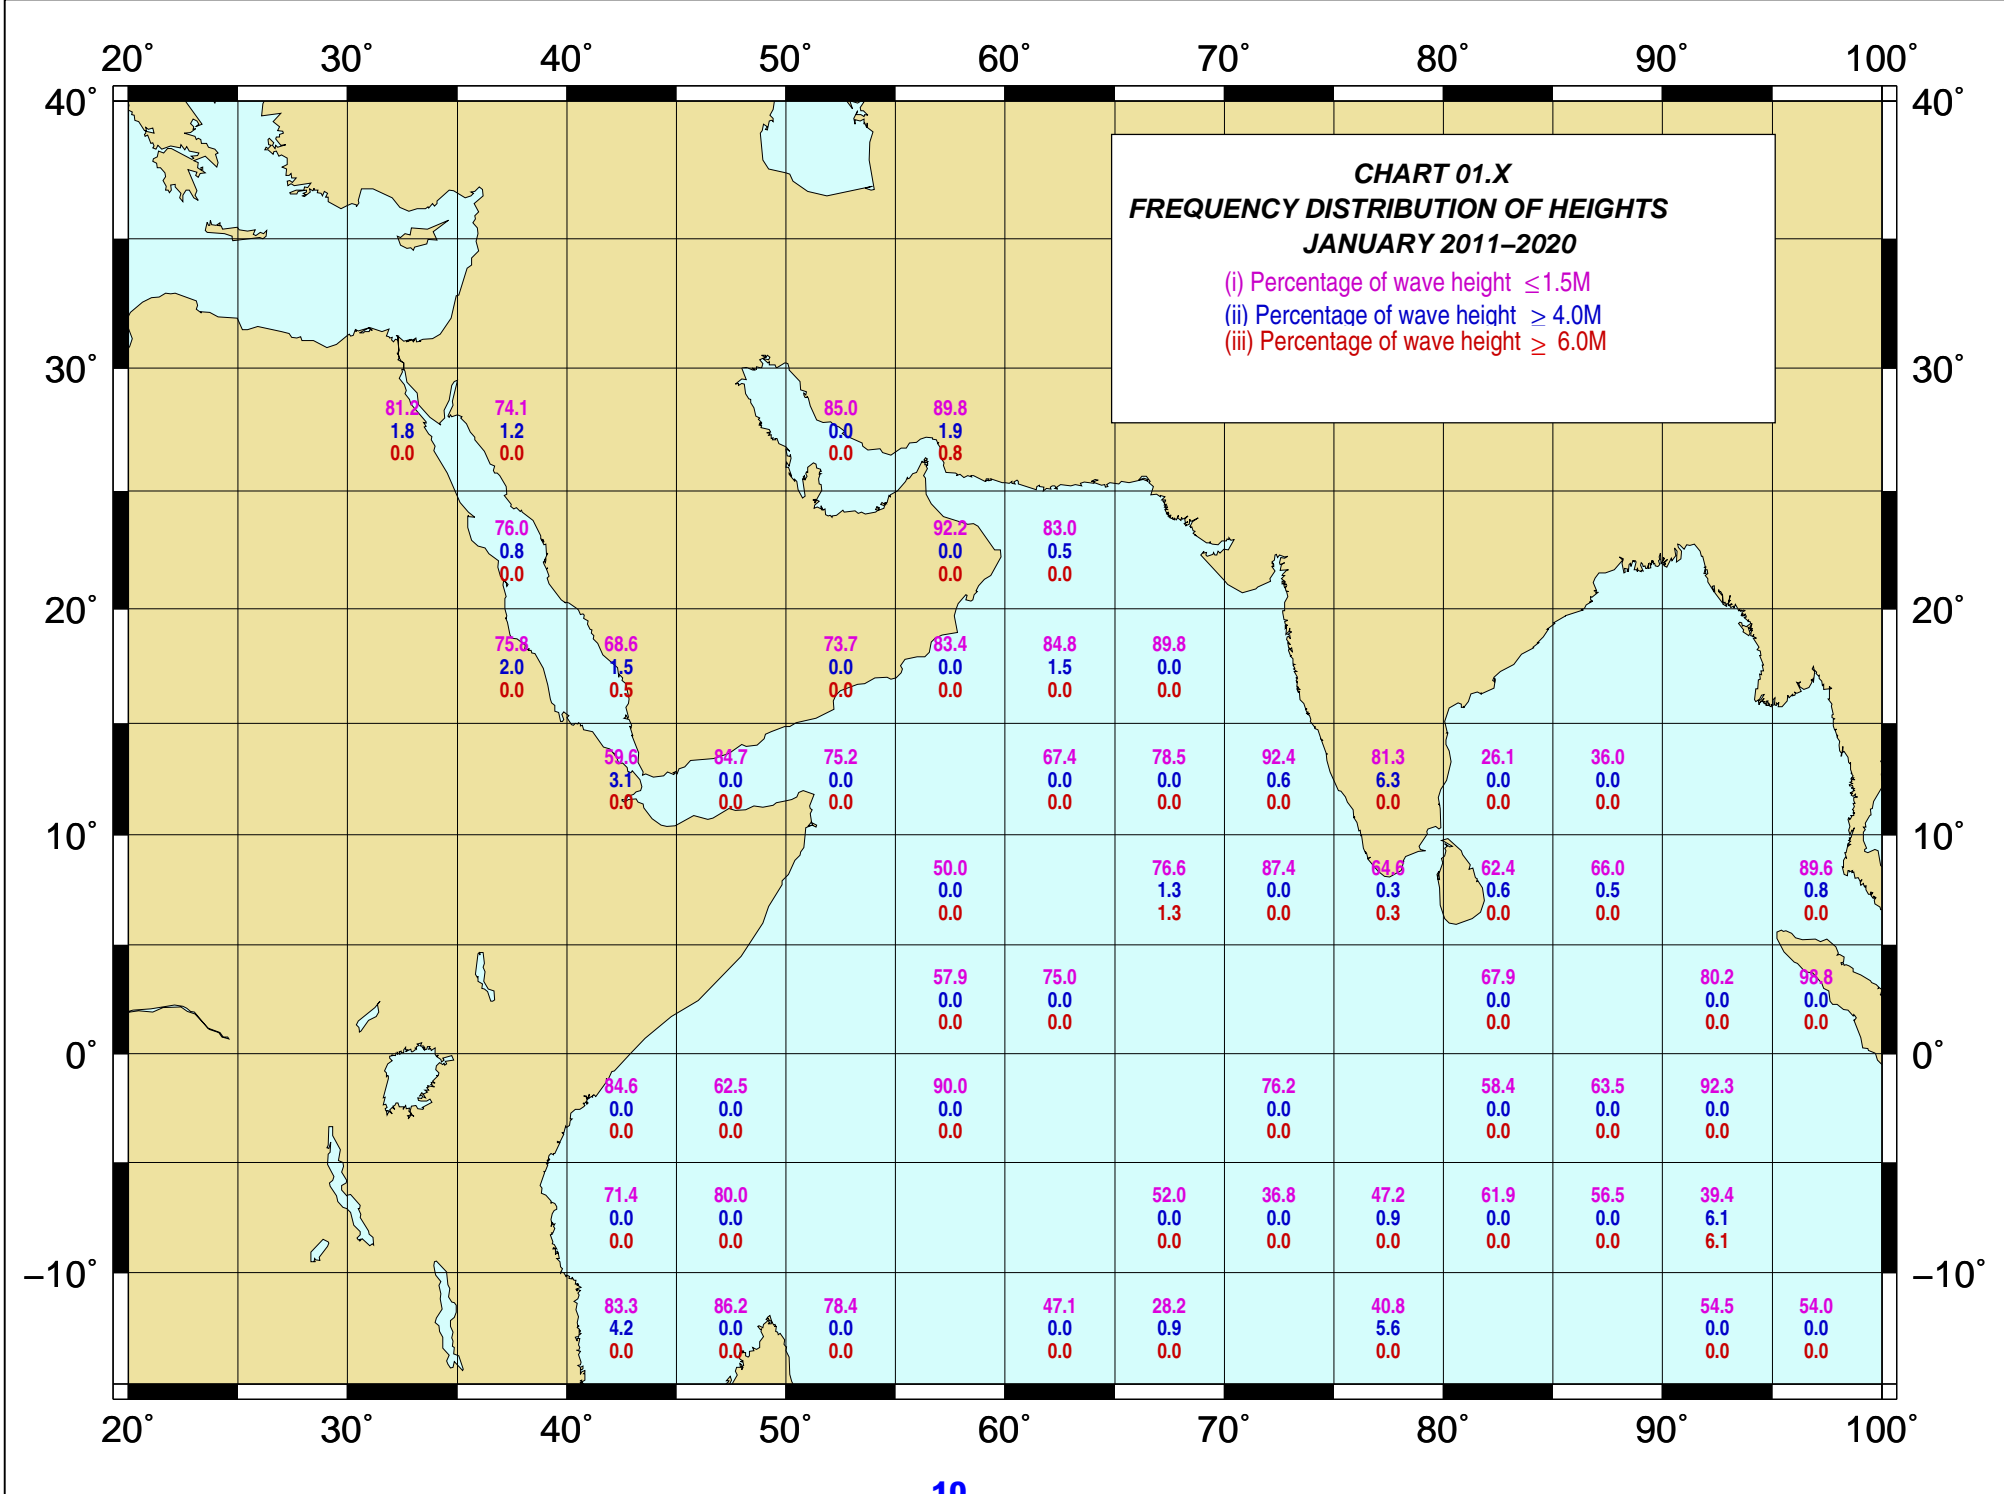 20° 30° 40° 50° 60° 70° 80° 90° 100°
40° 40°
CHART 01.X
FREQUENCY DISTRIBUTION OF HEIGHTS
JANUARY 2011–2020
(i) Percentage of wave height ≤1.5M
(ii) Percentage of wave height ≥ 4.0M
(iii) Percentage of wave height ≥ 6.0M
30° 30°
81.2 74.1 85.0 89.8
1.8 1.2 0.0 1.9
0.0 0.0 0.0 0.8
76.0 92.2 83.0
0.8 0.0 0.5
0.0 0.0 0.0
20° 20°
75.8 68.6 73.7 83.4 84.8 89.8
2.0 1.5 0.0 0.0 1.5 0.0
0.0 0.5 0.0 0.0 0.0 0.0
59.6 84.7 75.2 67.4 78.5 92.4 81.3 26.1 36.0
3.1 0.0 0.0 0.0 0.0 0.6 6.3 0.0 0.0
0.0 0.0 0.0 0.0 0.0 0.0 0.0 0.0 0.0
10° 10°
50.0 76.6 87.4 64.6 62.4 66.0 89.6
0.0 1.3 0.0 0.3 0.6 0.5 0.8
0.0 1.3 0.0 0.3 0.0 0.0 0.0
57.9 75.0 67.9 80.2 98.8
0.0 0.0 0.0 0.0 0.0
0.0 0.0 0.0 0.0 0.0
0° 0°
84.6 62.5 90.0 76.2 58.4 63.5 92.3
0.0 0.0 0.0 0.0 0.0 0.0 0.0
0.0 0.0 0.0 0.0 0.0 0.0 0.0
71.4 80.0 52.0 36.8 47.2 61.9 56.5 39.4
0.0 0.0 0.0 0.0 0.9 0.0 0.0 6.1
0.0 0.0 0.0 0.0 0.0 0.0 0.0 6.1
–10° –10°
83.3 86.2 78.4 47.1 28.2 40.8 54.5 54.0
4.2 0.0 0.0 0.0 0.9 5.6 0.0 0.0
0.0 0.0 0.0 0.0 0.0 0.0 0.0 0.0
20° 30° 40° 50° 60° 70° 80° 90° 100°
10